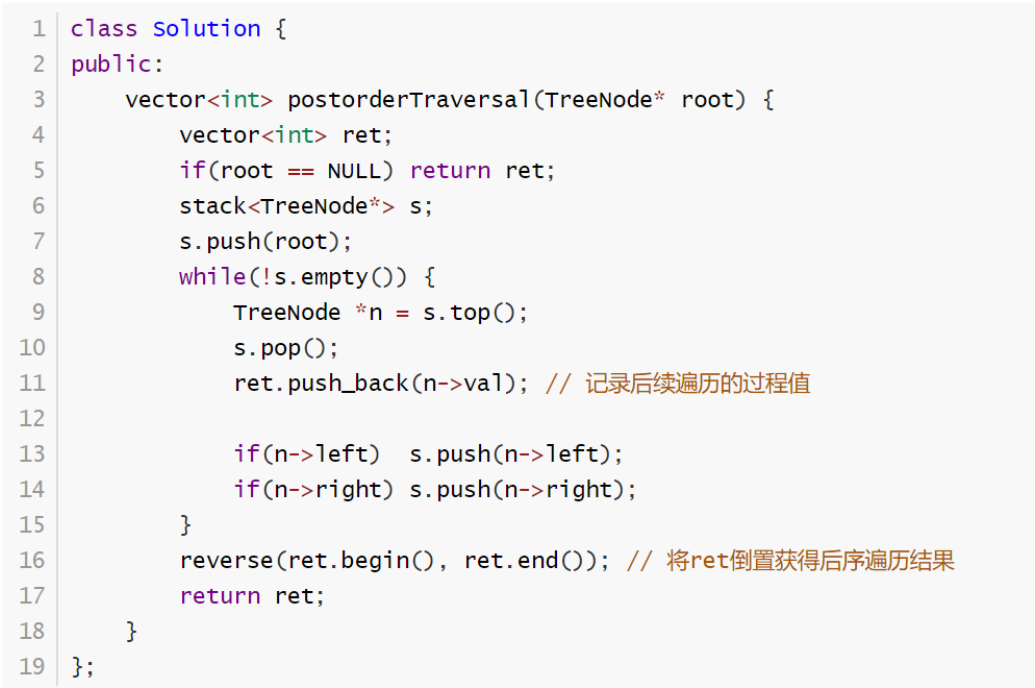 1 class Solution {
2 public:
3     vector<int> postorderTraversal(TreeNode* root) {
4         vector<int> ret;
5         if(root == NULL) return ret;
6         stack<TreeNode*> s;
7         s.push(root);
8         while(!s.empty()) {
9             TreeNode *n = s.top();
10             s.pop();
11             ret.push_back(n->val); // 记录后续遍历的过程值
12
13             if(n->left)  s.push(n->left);
14             if(n->right) s.push(n->right);
15         }
16         reverse(ret.begin(), ret.end()); // 将ret倒置获得后序遍历结果
17         return ret;
18     }
19 };